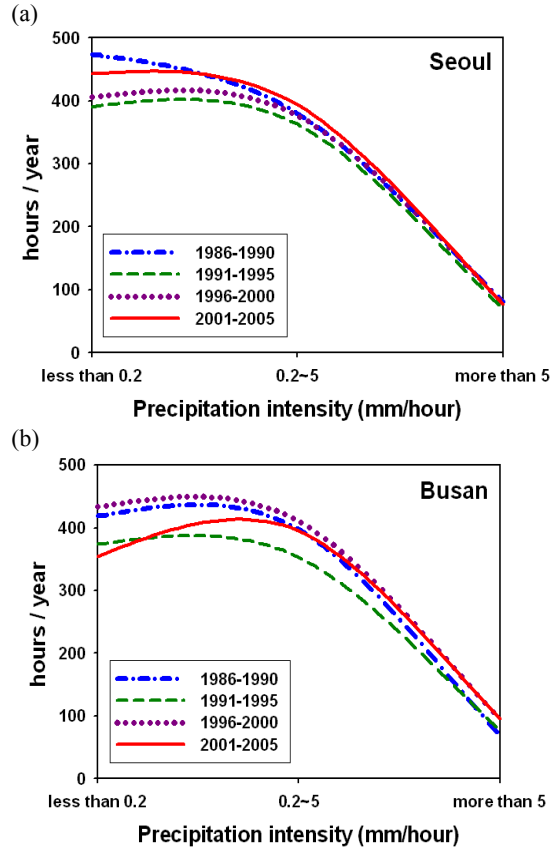 (a)
500
Seoul
400
300
hours / year
200
1986-1990
1991-1995
100
1996-2000
2001-2005
0
less than 0.2
0.2~5
more than 5
Precipitation intensity (mm/hour)
(b)
500
Busan
400
300
hours / year
200
1986-1990
1991-1995
100
1996-2000
2001-2005
0
less than 0.2
0.2~5
more than 5
Precipitation intensity (mm/hour)